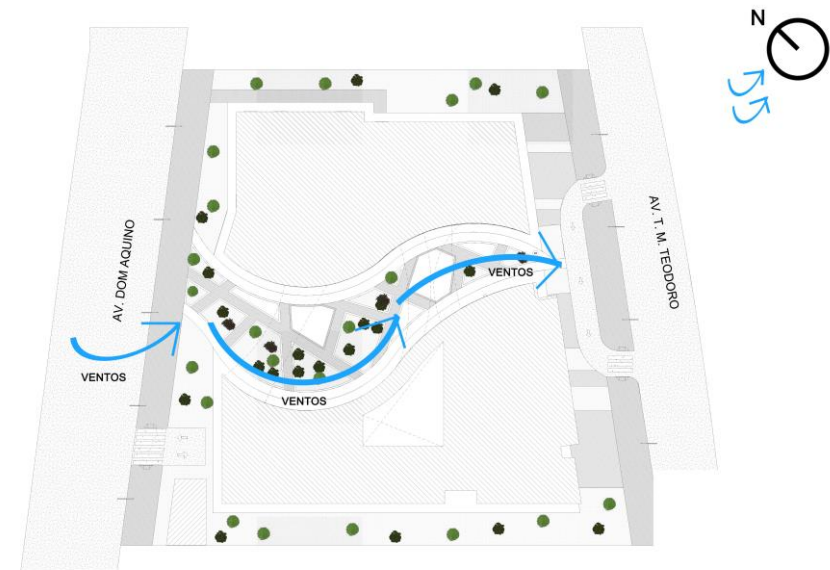 N
AV. DOM AQUINO
AV. T. M. TEODORO
VENTOS
VENTOS
VENTOS